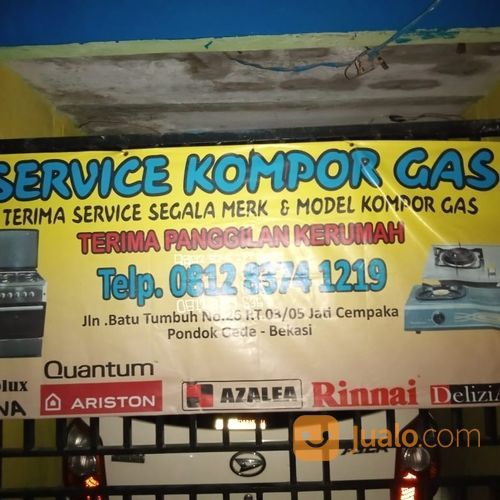 SERVICE KOMPOR GAS
TERIMA SERVICE SEGALA MERK & MODEL KOMPOR GAS
TERIMA PANGGILAN KERUMAH
Telp. 0812 8374 1219
Jln .Batu Tumbuh No.26 RT 03/05 Jati Cempaka
Pondok Gede - Bekasi
Quantum
ARISTON
AZALEA
Rinnai
Delizia
jualo.com